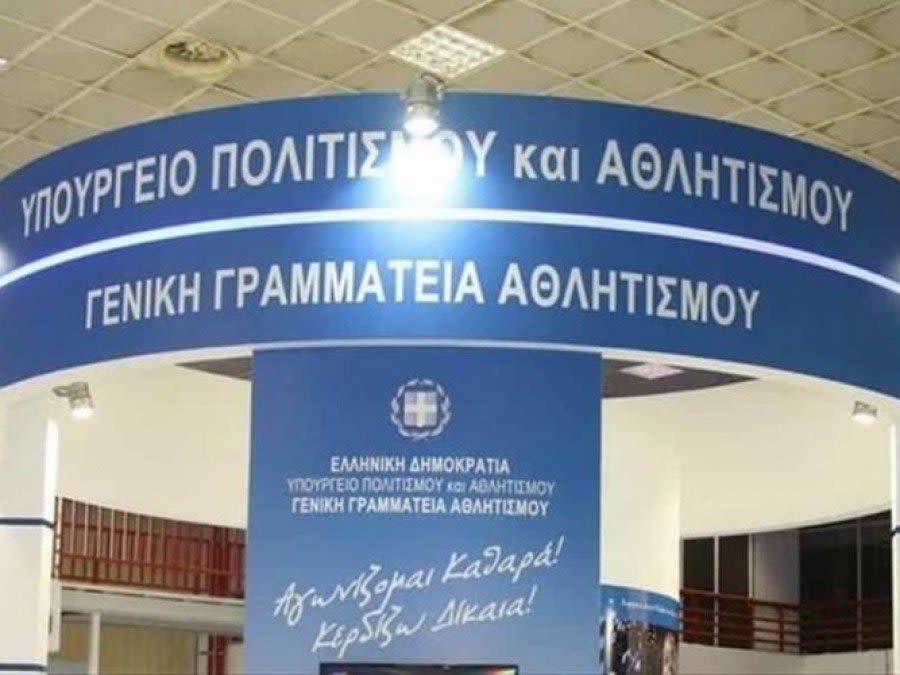 ΥΠΟΥΡΓΕΙΟ ΠΟΛΙΤΙΣΜΟΥ και ΑΘΛΗΤΙΣΜΟΥ
ΓΕΝΙΚΗ ΓΡΑΜΜΑΤΕΙΑ ΑΘΛΗΤΙΣΜΟΥ
ΕΛΛΗΝΙΚΗ ΔΗΜΟΚΡΑΤΙΑ
ΥΠΟΥΡΓΕΙΟ ΠΟΛΙΤΙΣΜΟΥ και ΑΘΛΗΤΙΣΜΟΥ
ΓΕΝΙΚΗ ΓΡΑΜΜΑΤΕΙΑ ΑΘΛΗΤΙΣΜΟΥ
Αγωνίζομαι Καθαρά!
Κερδίζω Δίκαια!